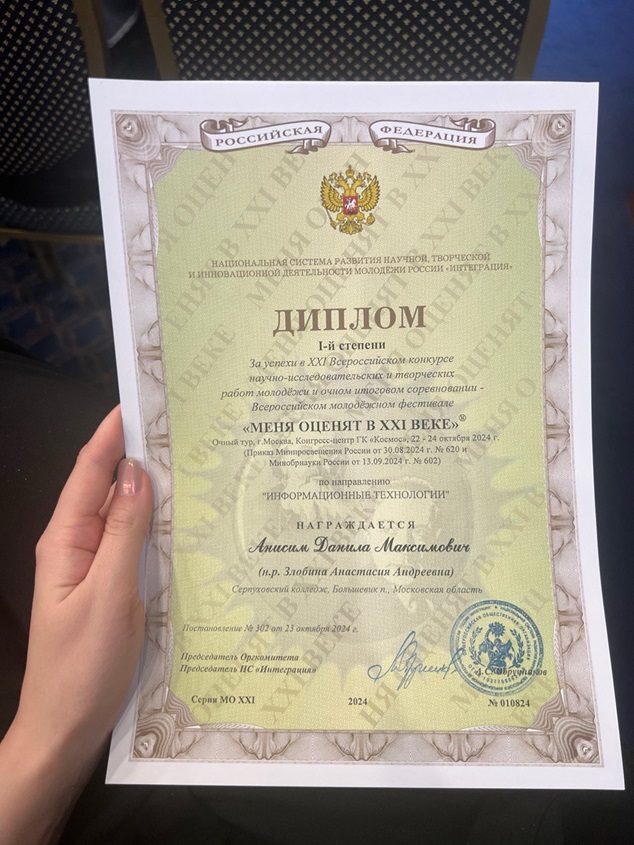 РОССИЙСКАЯ ФЕДЕРАЦИЯ
НАЦИОНАЛЬНАЯ СИСТЕМА РАЗВИТИЯ НАУЧНОЙ, ТВОРЧЕСКОЙ
И ИННОВАЦИОННОЙ ДЕЯТЕЛЬНОСТИ МОЛОДЁЖИ РОССИИ «ИНТЕГРАЦИЯ»
ДИПЛОМ
I-й степени
За успехи в XXI Всероссийском конкурсе
научно-исследовательских и творческих
работ молодёжи и очном итоговом соревновании -
Всероссийском молодёжном фестивале
«МЕНЯ ОЦЕНЯТ В XXI ВЕКЕ»®
Очный тур, г.Москва, Конгресс-центр ГК «Космос», 22 - 24 октября 2024 г.
(Приказ Минпросвещения России от 30.08.2024 г. № 620 и
Минобрнауки России от 13.09.2024 г. № 602)
по направлению
"ИНФОРМАЦИОННЫЕ ТЕХНОЛОГИИ"
НАГРАЖДАЕТСЯ
Анисим Данила Максимович
(н.р. Злобина Анастасия Андреевна)
Серпуховский колледж, Большевик п., Московская область
Постановление № 302 от 23 октября 2024 г.
Председатель Оргкомитета
Председатель НС «Интеграция»
А.С.Обручников
Серия МО XXI 2024 № 010824